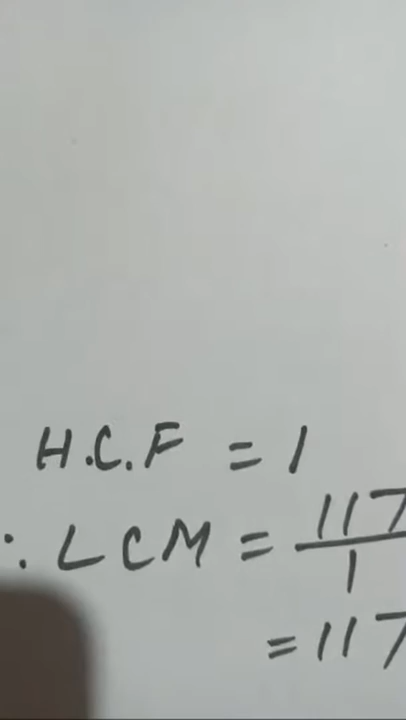 H.C.F = 1
∴ LCM = 117/1
= 117